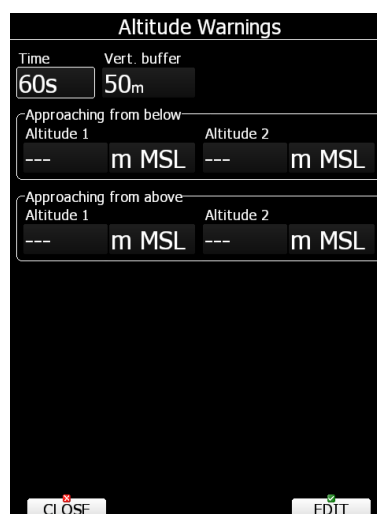 Altitude Warnings
Time Vert. buffer
60s 50m
Approaching from below
Altitude 1 Altitude 2
--- m MSL --- m MSL
Approaching from above
Altitude 1 Altitude 2
--- m MSL --- m MSL
CLOSE EDIT